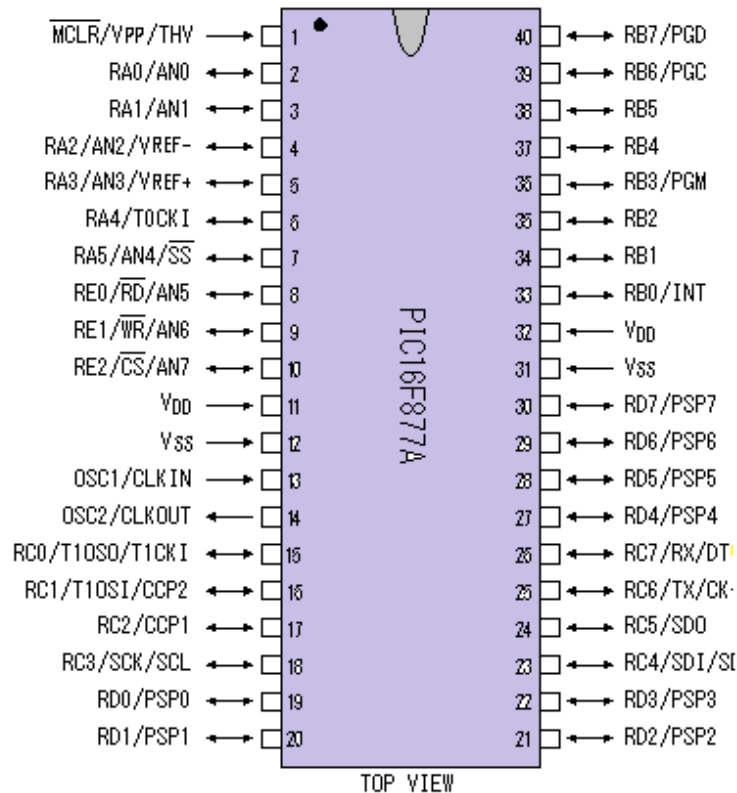 MCLR/VPP/THV 1 40 RB7/PGD
RA0/AN0 2 39 RB6/PGC
RA1/AN1 3 38 RB5
RA2/AN2/VREF- 4 37 RB4
RA3/AN3/VREF+ 5 36 RB3/PGM
RA4/T0CKI 6 35 RB2
RA5/AN4/SS 7 34 RB1
RE0/RD/AN5 8 33 RB0/INT
RE1/WR/AN6 9 32 VDD
RE2/CS/AN7 10 31 VSS
VDD 11 30 RD7/PSP7
VSS 12 29 RD6/PSP6
OSC1/CLKIN 13 28 RD5/PSP5
OSC2/CLKOUT 14 27 RD4/PSP4
RC0/T1OSO/T1CKI 15 26 RC7/RX/DT
RC1/T1OSI/CCP2 16 25 RC6/TX/CK
RC2/CCP1 17 24 RC5/SDO
RC3/SCK/SCL 18 23 RC4/SDI/
RD0/PSP0 19 22 RD3/PSP3
RD1/PSP1 20 21 RD2/PSP2
PIC16F877A
TOP VIEW